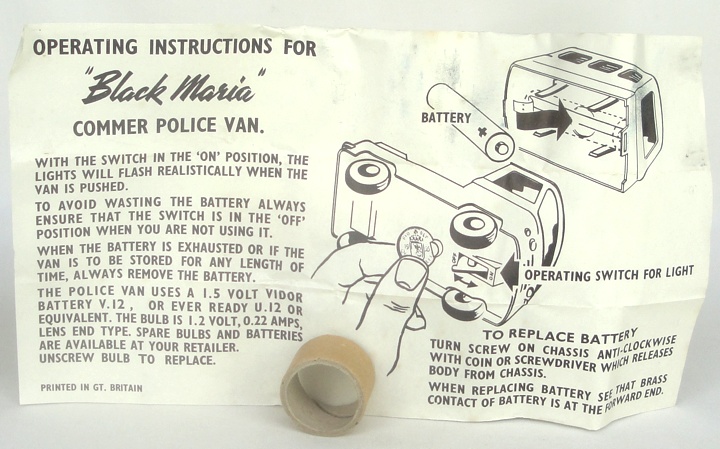 OPERATING INSTRUCTIONS FOR
"Black Maria"
COMMER POLICE VAN.
WITH THE SWITCH IN THE 'ON' POSITION, THE
LIGHTS WILL FLASH REALISTICALLY WHEN THE
VAN IS PUSHED.
TO AVOID WASTING THE BATTERY ALWAYS
ENSURE THAT THE SWITCH IS IN THE 'OFF'
POSITION WHEN YOU ARE NOT USING IT.
WHEN THE BATTERY IS EXHAUSTED OR IF THE
VAN IS TO BE STORED FOR ANY LENGTH OF
TIME, ALWAYS REMOVE THE BATTERY.
THE POLICE VAN USES A 1.5 VOLT VIDOR
BATTERY V.12, OR EVER READY U.12 OR
EQUIVALENT. THE BULB IS 1.2 VOLT, 0.22 AMPS,
LENS END TYPE. SPARE BULBS AND BATTERIES
ARE AVAILABLE AT YOUR RETAILER.
UNSCREW BULB TO REPLACE.
PRINTED IN GT. BRITAIN
BATTERY
+
OFF
ON
OPERATING SWITCH FOR LIGHT
TO REPLACE BATTERY
TURN SCREW ON CHASSIS ANTI-CLOCKWISE
WITH COIN OR SCREWDRIVER WHICH RELEASES
BODY FROM CHASSIS.
WHEN REPLACING BATTERY SEE THAT BRASS
CONTACT OF BATTERY IS AT THE FORWARD END.